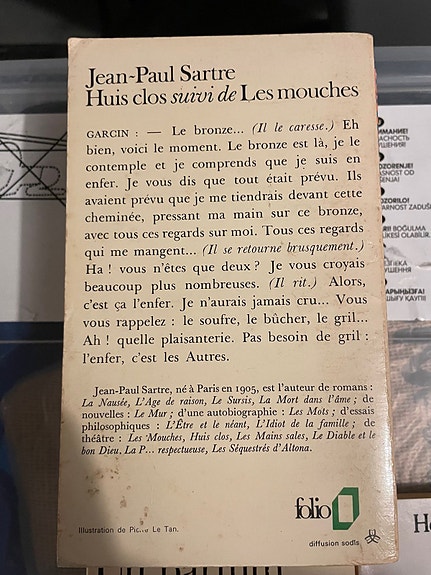 Jean-Paul Sartre
Huis clos suivi de Les mouches
GARCIN : — Le bronze... (Il le caresse.) Eh
bien, voici le moment. Le bronze est là, je le
contemple et je comprends que je suis en
enfer. Je vous dis que tout était prévu. Ils
avaient prévu que je me tiendrais devant cette
cheminée, pressant ma main sur ce bronze,
avec tous ces regards sur moi. Tous ces regards
qui me mangent... (Il se retourne brusquement.)
Ha ! vous n'êtes que deux ? Je vous croyais
beaucoup plus nombreuses. (Il rit.) Alors,
c'est ça l'enfer. Je n'aurais jamais cru... Vous
vous rappelez : le soufre, le bûcher, le gril...
Ah ! quelle plaisanterie. Pas besoin de gril :
l'enfer, c'est les Autres.
Jean-Paul Sartre, né à Paris en 1905, est l'auteur de romans :
La Nausée, L'Age de raison, Le Sursis, La Mort dans l'âme ; de
nouvelles : Le Mur ; d'une autobiographie : Les Mots ; d'essais
philosophiques : L'Être et le néant, L'Idiot de la famille ; de
théâtre : Les Mouches, Huis clos, Les Mains sales, Le Diable et le
bon Dieu, La P... respectueuse, Les Séquestrés d'Altona.
Illustration de Pierre Le Tan.
folio
diffusion sodis
BOĞULMA